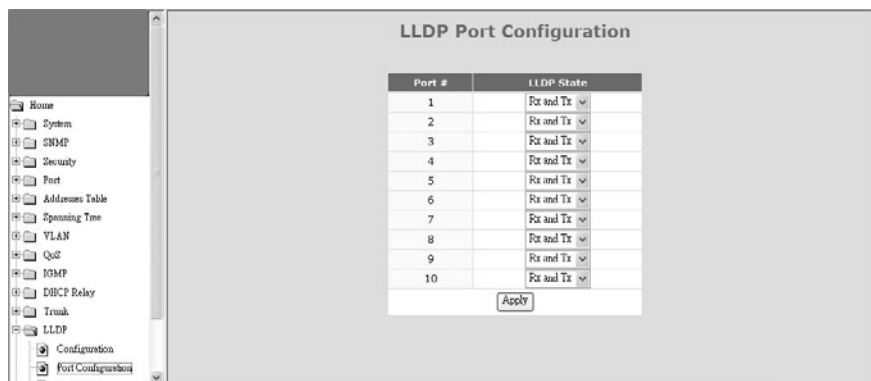 Home
System
SNMP
Security
Port
Addresses Table
Spanning Tree
VLAN
QoS
IGMP
DHCP Relay
Trunk
LLDP
Configuration
Port Configuration
LLDP Port Configuration
Port # LLDP State
1 Rx and Tx
2 Rx and Tx
3 Rx and Tx
4 Rx and Tx
5 Rx and Tx
6 Rx and Tx
7 Rx and Tx
8 Rx and Tx
9 Rx and Tx
10 Rx and Tx
Apply